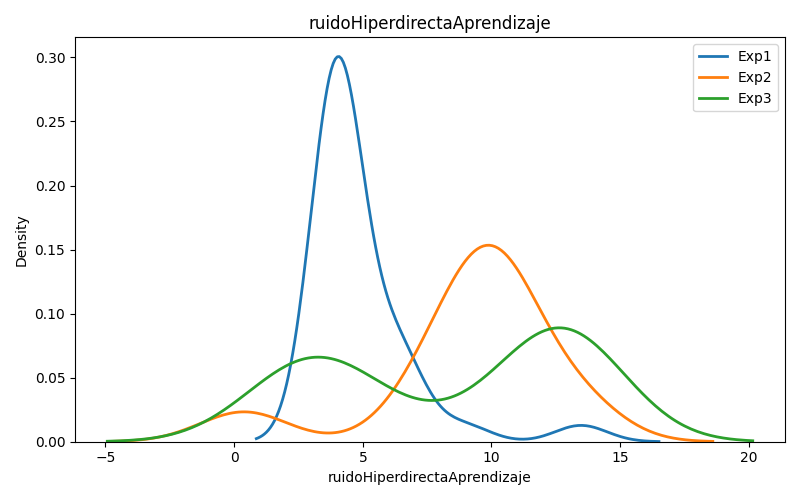 ruidoHiperdirectaAprendizaje
Exp1
Exp2
Exp3
Density
0.30
0.25
0.20
0.15
0.10
0.05
0.00
−5 0 5 10 15 20
ruidoHiperdirectaAprendizaje